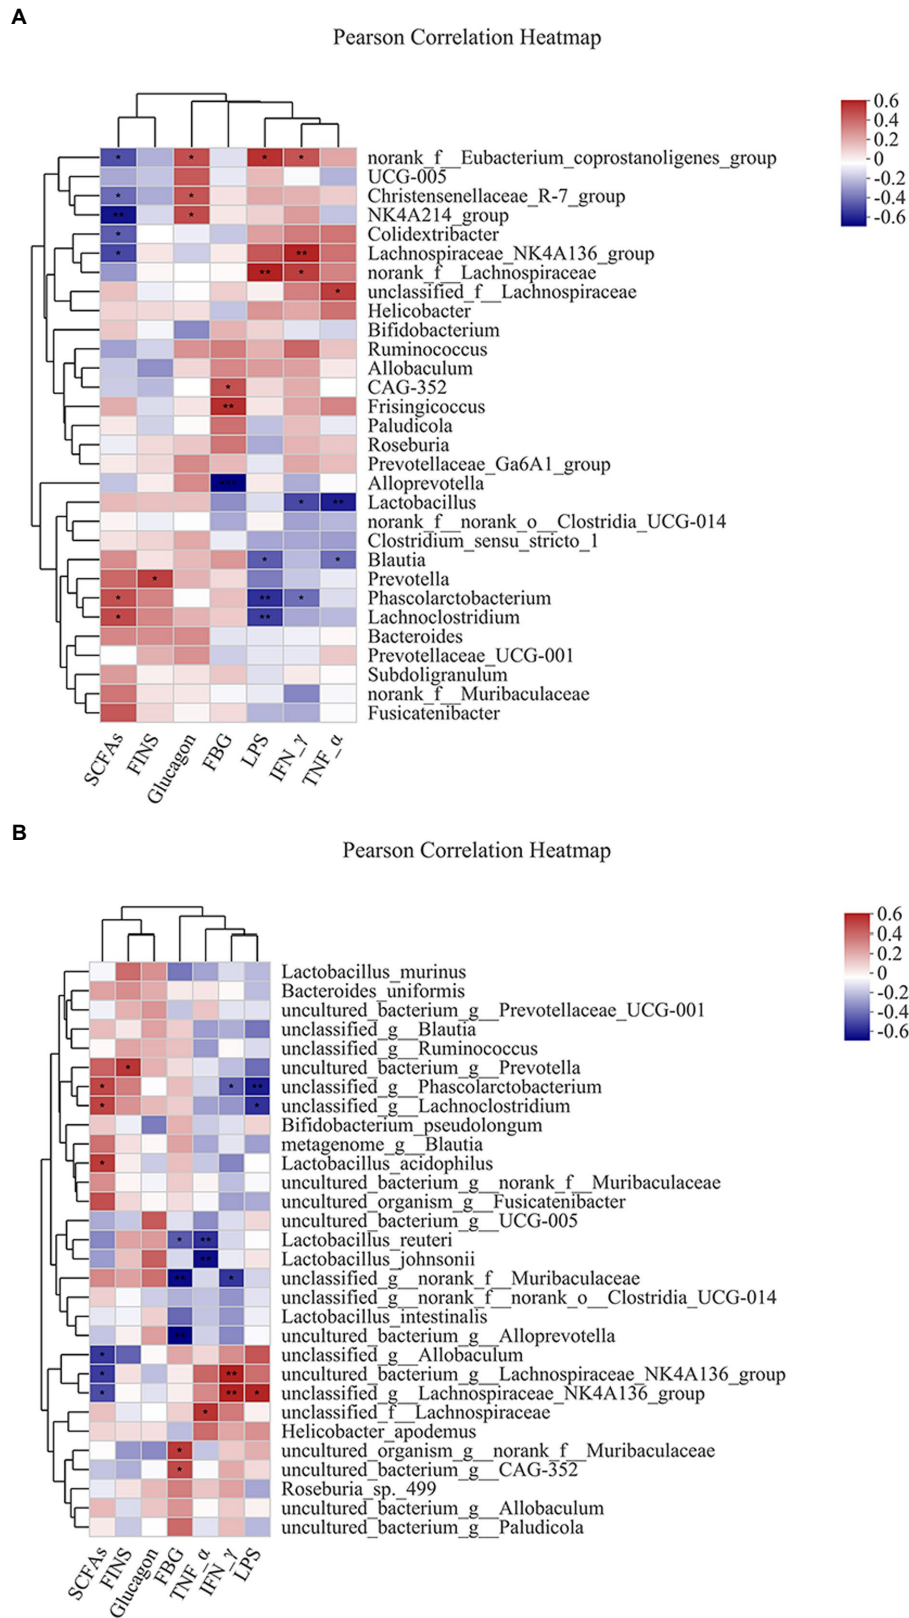 A
Pearson Correlation Heatmap
0.6
0.4
0.2
0
-0.2
-0.4
-0.6
norank_f__Eubacterium_coprostanoligenes_group
UCG-005
Christensenellaceae_R-7_group
NK4A214_group
Colidextribacter
Lachnospiraceae_NK4A136_group
norank_f__Lachnospiraceae
unclassified_f__Lachnospiraceae
Helicobacter
Bifidobacterium
Ruminococcus
Allobaculum
CAG-352
Frisingicoccus
Paludicola
Roseburia
Prevotellaceae_Ga6A1_group
Alloprevotella
Lactobacillus
norank_f__norank_o__Clostridia_UCG-014
Clostridium_sensu_stricto_1
Blautia
Prevotella
Phascolarctobacterium
Lachnoclostridium
Bacteroides
Prevotellaceae_UCG-001
Subdoligranulum
norank_f__Muribaculaceae
Fusicatenibacter
SCFAs FINS Glucagon FBG LPS IFN_γ TNF_α
B
Pearson Correlation Heatmap
0.6
0.4
0.2
0
-0.2
-0.4
-0.6
Lactobacillus_murinus
Bacteroides_uniformis
uncultured_bacterium_g__Prevotellaceae_UCG-001
unclassified_g__Blautia
unclassified_g__Ruminococcus
uncultured_bacterium_g__Prevotella
unclassified_g__Phascolarctobacterium
unclassified_g__Lachnoclostridium
Bifidobacterium_pseudolongum
metagenome_g__Blautia
Lactobacillus_acidophilus
uncultured_bacterium_g__norank_f__Muribaculaceae
uncultured_organism_g__Fusicatenibacter
uncultured_bacterium_g__UCG-005
Lactobacillus_reuteri
Lactobacillus_johnsonii
unclassified_g__norank_f__Muribaculaceae
unclassified_g__norank_f__norank_o__Clostridia_UCG-014
Lactobacillus_intestinalis
uncultured_bacterium_g__Alloprevotella
unclassified_g__Allobaculum
uncultured_bacterium_g__Lachnospiraceae_NK4A136_group
unclassified_g__Lachnospiraceae_NK4A136_group
unclassified_f__Lachnospiraceae
Helicobacter_apodemus
uncultured_organism_g__norank_f__Muribaculaceae
uncultured_bacterium_g__CAG-352
Roseburia_sp._499
uncultured_bacterium_g__Allobaculum
uncultured_bacterium_g__Paludicola
SCFAs FINS Glucagon FBG TNF_α IFN_γ LPS